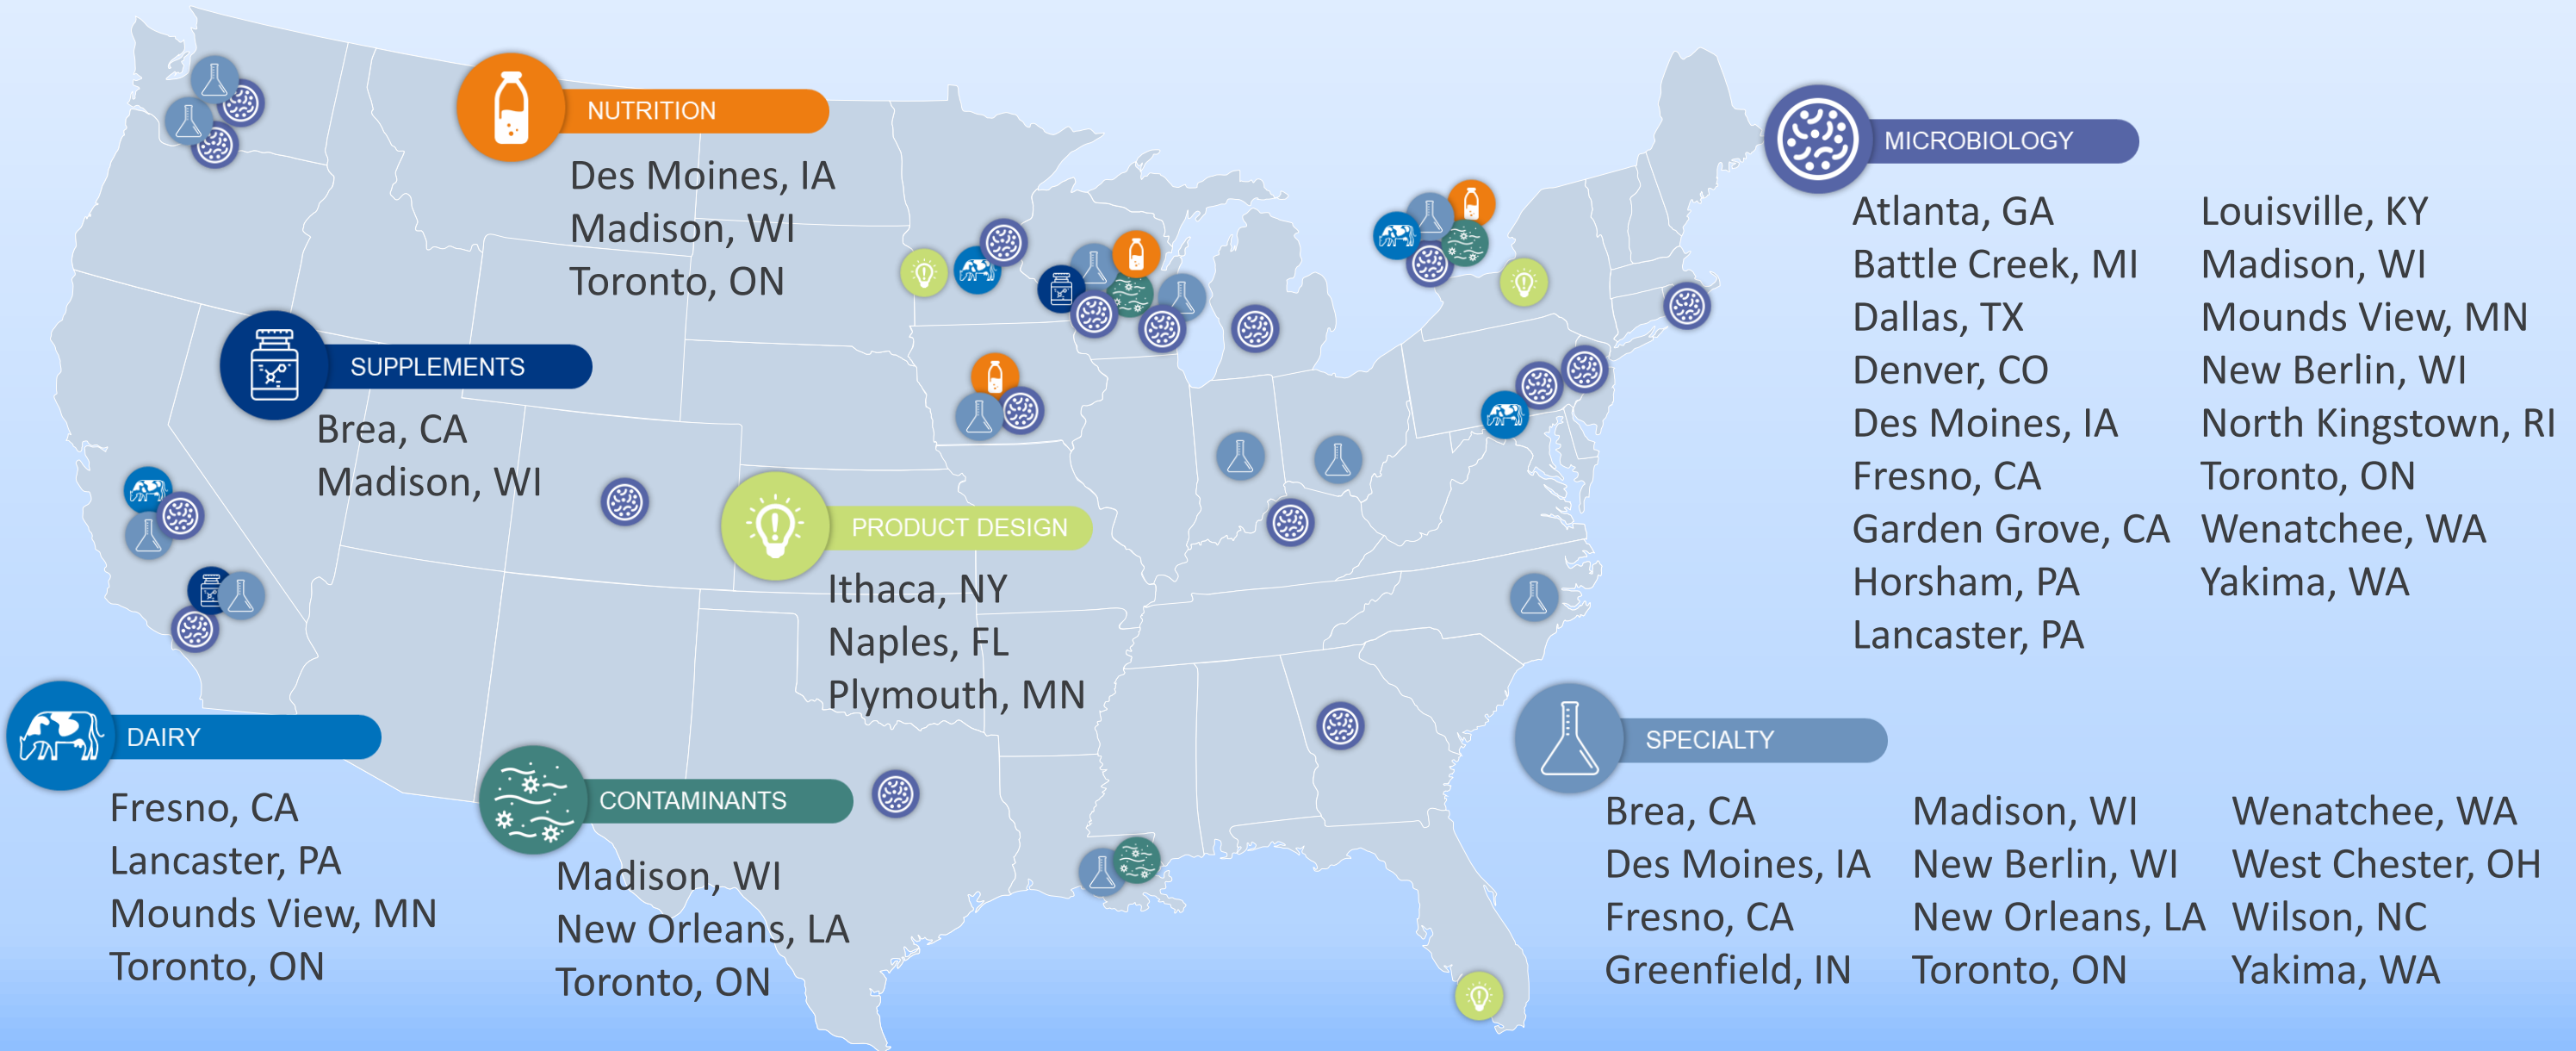 NUTRITION
Des Moines, IA
Madison, WI
Toronto, ON
SUPPLEMENTS
Brea, CA
Madison, WI
PRODUCT DESIGN
Ithaca, NY
Naples, FL
Plymouth, MN
DAIRY
Fresno, CA
Lancaster, PA
Mounds View, MN
Toronto, ON
CONTAMINANTS
Madison, WI
New Orleans, LA
Toronto, ON
MICROBIOLOGY
Atlanta, GA
Battle Creek, MI
Dallas, TX
Denver, CO
Des Moines, IA
Fresno, CA
Garden Grove, CA
Horsham, PA
Lancaster, PA
Louisville, KY
Madison, WI
Mounds View, MN
New Berlin, WI
North Kingstown, RI
Toronto, ON
Wenatchee, WA
Yakima, WA
SPECIALTY
Brea, CA
Des Moines, IA
Fresno, CA
Greenfield, IN
Madison, WI
New Berlin, WI
New Orleans, LA
Toronto, ON
Wenatchee, WA
West Chester, OH
Wilson, NC
Yakima, WA